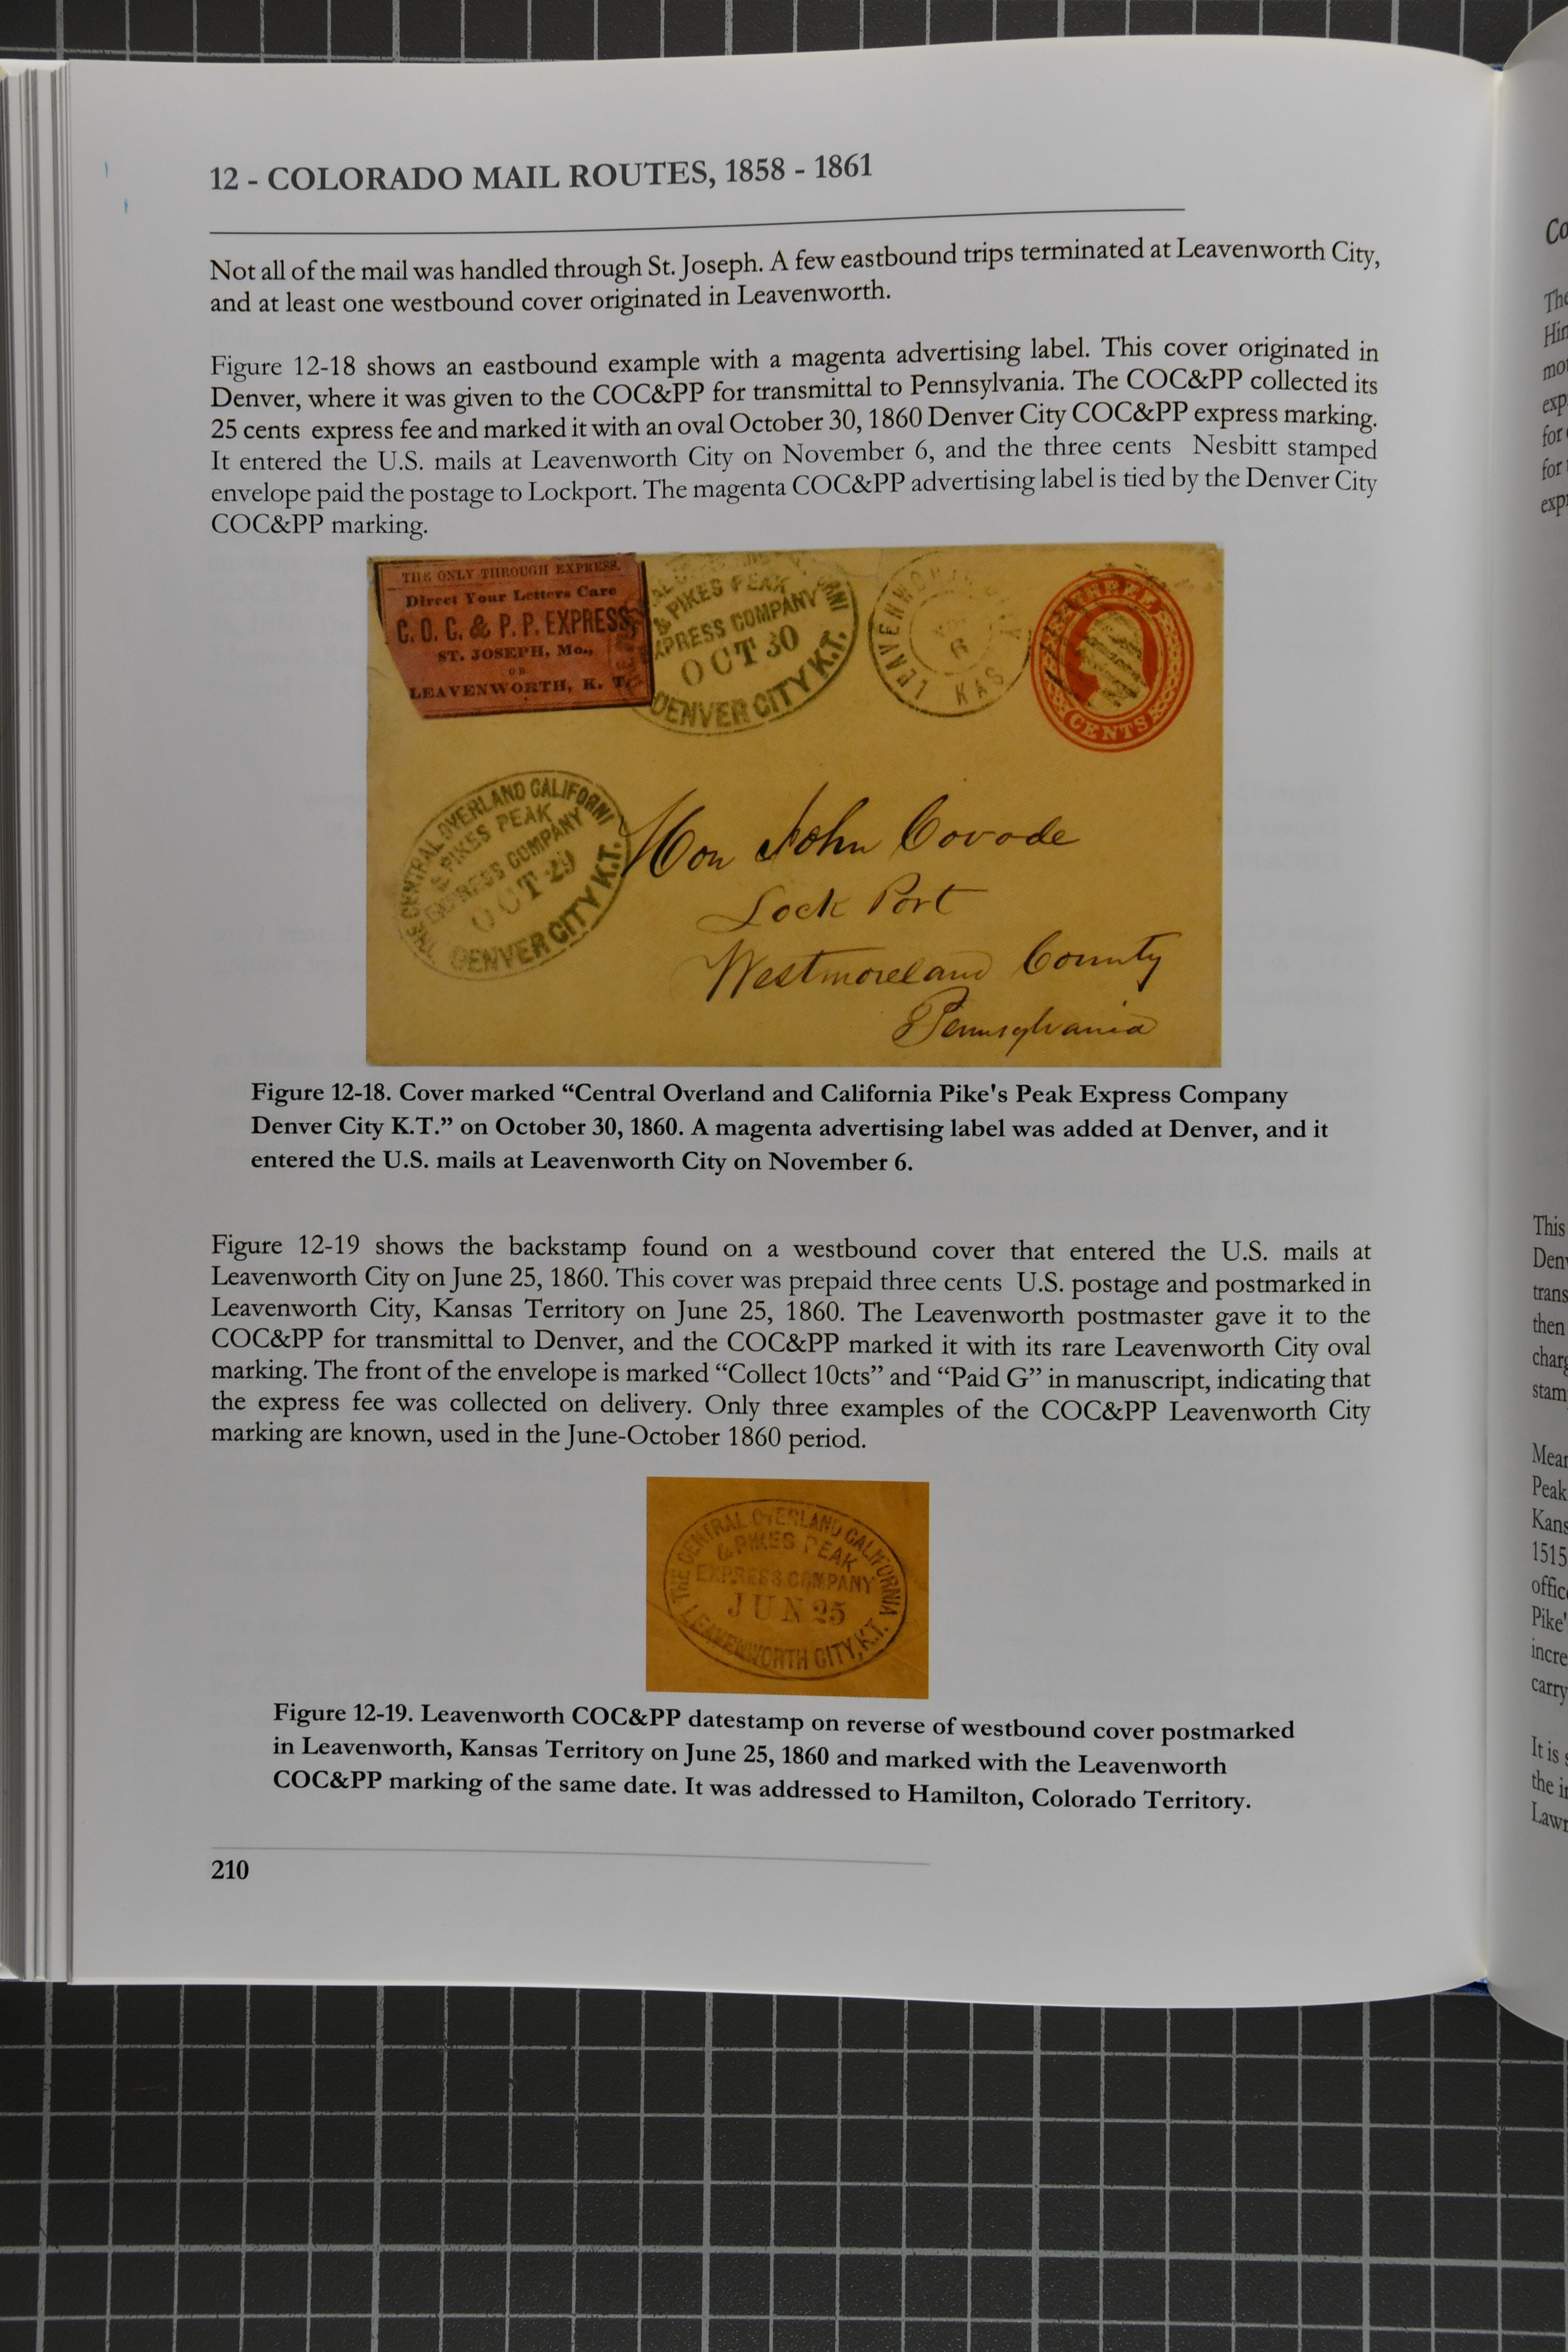 12 - COLORADO MAIL ROUTES, 1858 - 1861
Not all of the mail was handled through St. Joseph. A few eastbound trips terminated at Leavenworth City,
and at least one westbound cover originated in Leavenworth.
Figure 12-18 shows an eastbound example with a magenta advertising label. This cover originated in
Denver, where it was given to the COC&PP for transmittal to Pennsylvania. The COC&PP collected its
25 cents express fee and marked it with an oval October 30, 1860 Denver City COC&PP express marking.
It entered the U.S. mails at Leavenworth City on November 6, and the three cents Nesbitt stamped
envelope paid the postage to Lockport. The magenta COC&PP advertising label is tied by the Denver City
COC&PP marking.
THE ONLY THROUGH EXPRESS.
Direct Your Letters Care
C. O. C. & P. P. EXPRESS,
ST. JOSEPH, Mo.,
OR
LEAVENWORTH, K. T.
& PIKES PEAK
EXPRESS COMPANY
OCT 30
DENVER CITY K.T.
LEAVENWORTH CITY
6
KAS
THREE
CENTS
THE CENTRAL OVERLAND CALIFORNI
& PIKES PEAK
EXPRESS COMPANY
OCT 29
DENVER CITY K.T.
Hon John Covode
Lock Port
Westmoreland County
Pennsylvania
Figure 12-18. Cover marked “Central Overland and California Pike's Peak Express Company
Denver City K.T.” on October 30, 1860. A magenta advertising label was added at Denver, and it
entered the U.S. mails at Leavenworth City on November 6.
Figure 12-19 shows the backstamp found on a westbound cover that entered the U.S. mails at
Leavenworth City on June 25, 1860. This cover was prepaid three cents U.S. postage and postmarked in
Leavenworth City, Kansas Territory on June 25, 1860. The Leavenworth postmaster gave it to the
COC&PP for transmittal to Denver, and the COC&PP marked it with its rare Leavenworth City oval
marking. The front of the envelope is marked “Collect 10cts” and “Paid G” in manuscript, indicating that
the express fee was collected on delivery. Only three examples of the COC&PP Leavenworth City
marking are known, used in the June-October 1860 period.
THE CENTRAL OVERLAND CALIFORNIA
& PIKES PEAK
EXPRESS COMPANY
JUN 25
LEAVENWORTH CITY, K.T.
Figure 12-19. Leavenworth COC&PP datestamp on reverse of westbound cover postmarked
in Leavenworth, Kansas Territory on June 25, 1860 and marked with the Leavenworth
COC&PP marking of the same date. It was addressed to Hamilton, Colorado Territory.
210
This
then
Peak
1515
Pike'
carry
It is